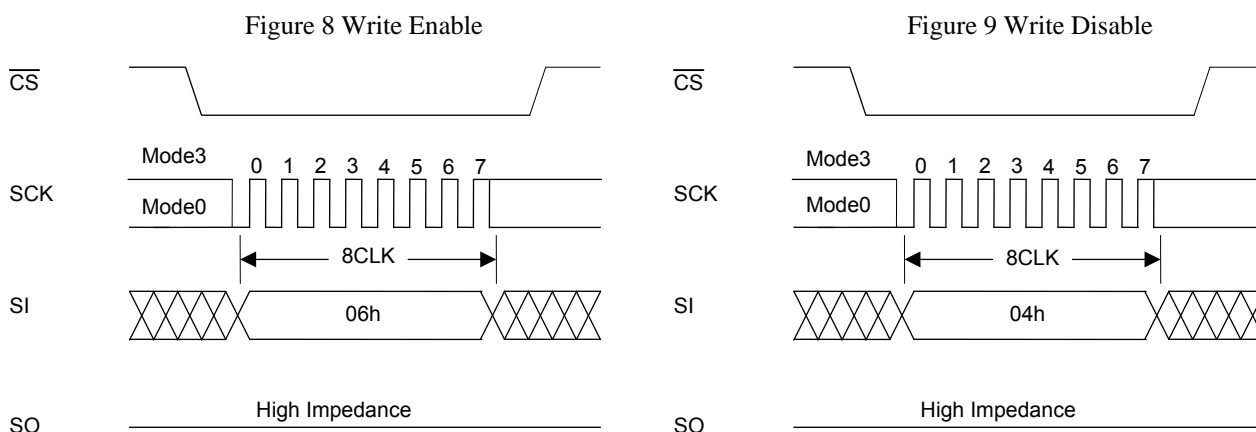 Figure 8 Write Enable
CS
Mode3
0 1 2 3 4 5 6 7
SCK
Mode0
8CLK
SI
06h
High Impedance
SO
Figure 9 Write Disable
CS
Mode3
0 1 2 3 4 5 6 7
SCK
Mode0
8CLK
SI
04h
High Impedance
SO